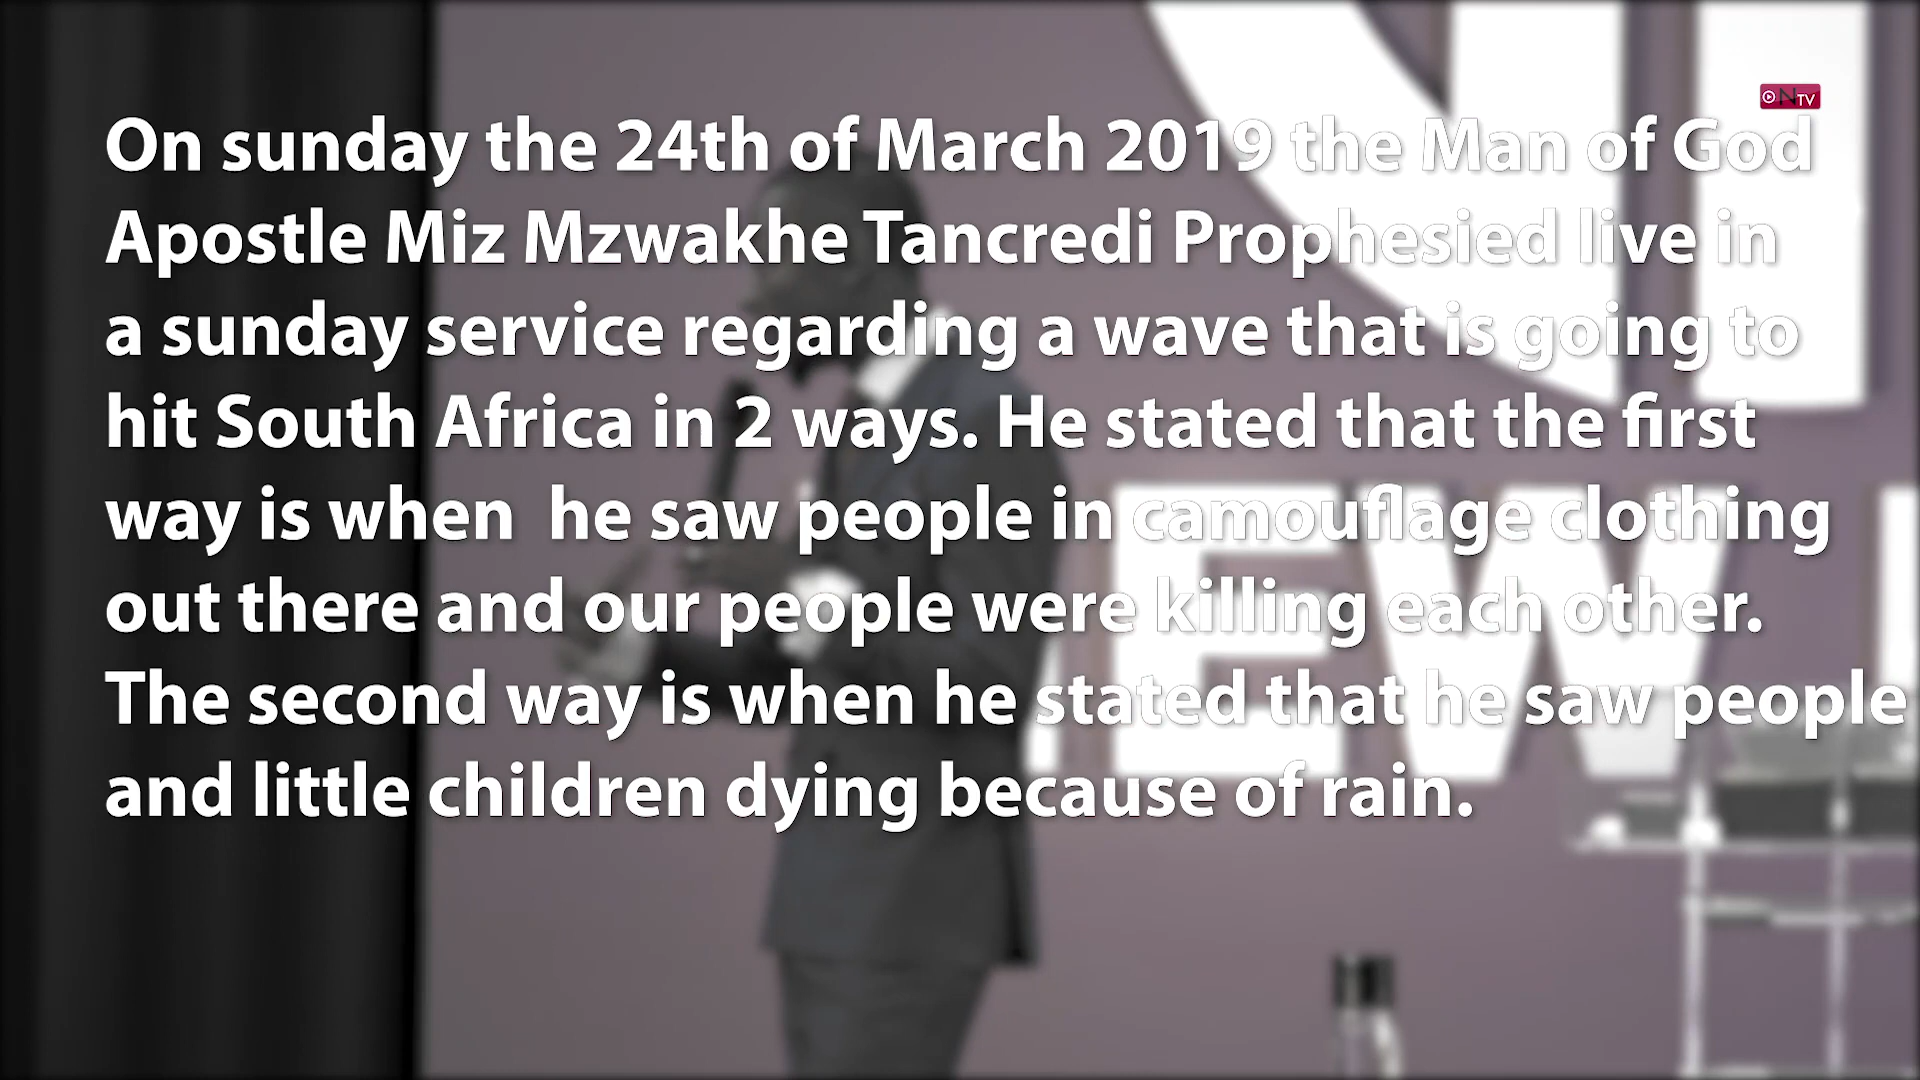 NTV
On sunday the 24th of March 2019 the Man of God
Apostle Miz Mzwakhe Tancredi Prophesied live in
a sunday service regarding a wave that is going to
hit South Africa in 2 ways. He stated that the first
way is when  he saw people in camouflage clothing
out there and our people were killing each other.
The second way is when he stated that he saw people
and little children dying because of rain.
EW